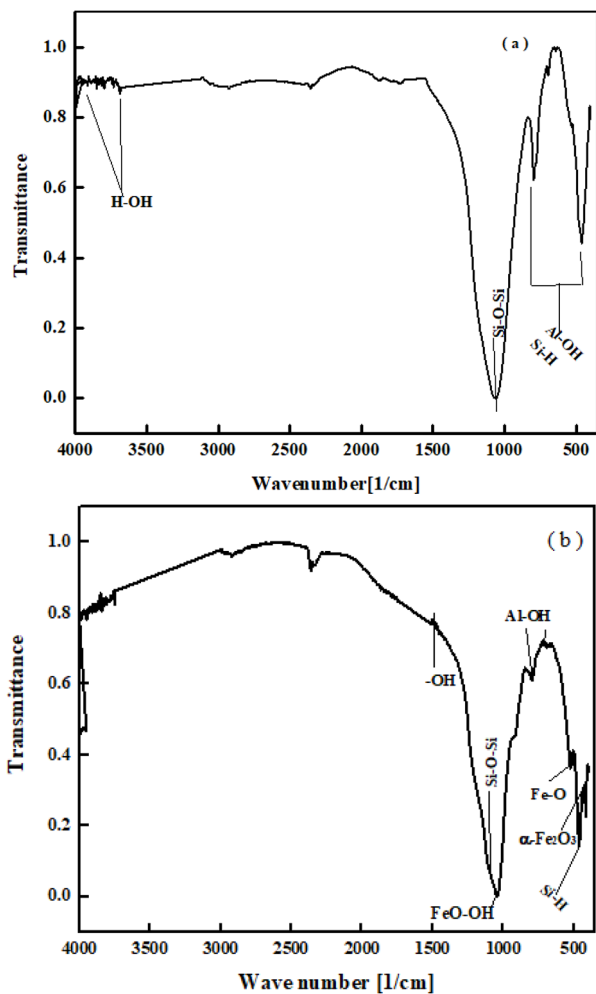 ( a )
1.0
0.8
0.6
0.4
0.2
0.0
Transmittance
H-OH
Si-O-Si
Al-OH
Si-H
4000 3000 2500 2000 1500 1000 500
Wavenumber[1/cm]
( b )
1.0
0.8
0.6
0.4
0.2
0.0
Transmittance
Al-OH
-OH
Si-O-Si
Fe-O
α-Fe2O3
Si-H
FeO-OH
4000 3000 2500 2000 1500 1000 500
Wave number [1/cm]